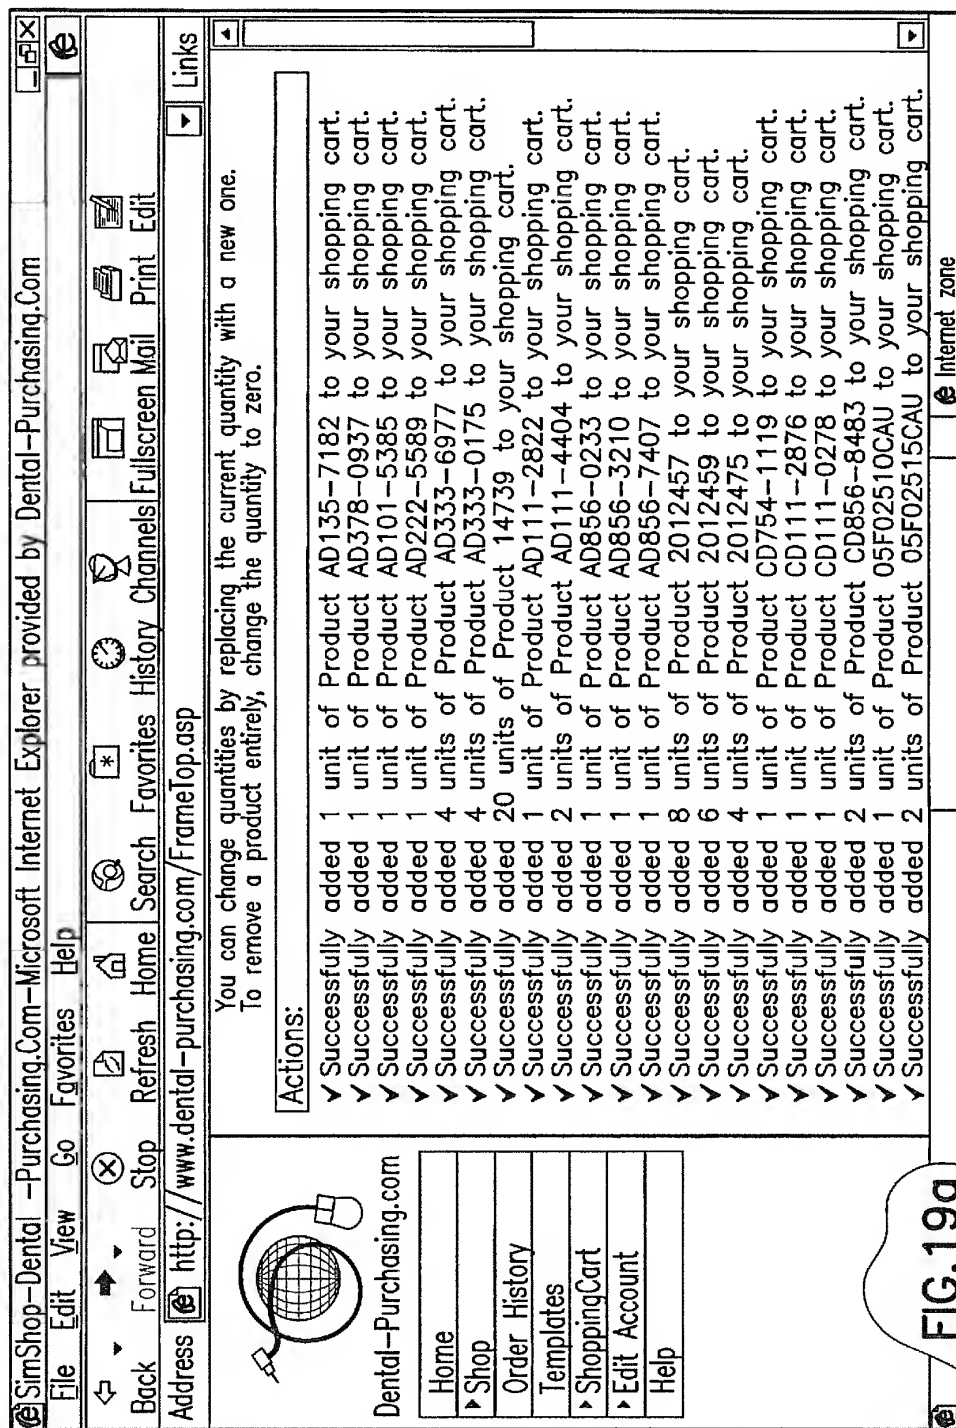 SimShop-Dental -Purchasing.Com-Microsoft Internet Explorer provided by Dental-Purchasing.Com
File Edit View Go Favorites Help
Back Forward Stop Refresh Home Search Favorites History Channels Fullscreen Mail Print Edit
Address http://www.dental-purchasing.com/FrameTop.asp Links
Dental-Purchasing.com
Home
Shop
Order History
Templates
ShoppingCart
Edit Account
Help
You can change quantities by replacing the current quantity with a new one.
To remove a product entirely, change the quantity to zero.
Actions:
Successfully added 1 unit of Product AD135-7182 to your shopping cart.
Successfully added 1 unit of Product AD378-0937 to your shopping cart.
Successfully added 1 unit of Product AD101-5385 to your shopping cart.
Successfully added 1 unit of Product AD222-5589 to your shopping cart.
Successfully added 4 units of Product AD333-6977 to your shopping cart.
Successfully added 4 units of Product AD333-0175 to your shopping cart.
Successfully added 20 units of Product 14739 to your shopping cart.
Successfully added 1 unit of Product AD111-2822 to your shopping cart.
Successfully added 2 units of Product AD111-4404 to your shopping cart.
Successfully added 1 unit of Product AD856-0233 to your shopping cart.
Successfully added 1 unit of Product AD856-3210 to your shopping cart.
Successfully added 1 unit of Product AD856-7407 to your shopping cart.
Successfully added 8 units of Product 2012457 to your shopping cart.
Successfully added 6 units of Product 2012459 to your shopping cart.
Successfully added 4 units of Product 2012475 to your shopping cart.
Successfully added 1 unit of Product CD754-1119 to your shopping cart.
Successfully added 1 unit of Product CD111-2876 to your shopping cart.
Successfully added 1 unit of Product CD111-0278 to your shopping cart.
Successfully added 2 units of Product CD856-8483 to your shopping cart.
Successfully added 1 unit of Product 05F02510CAU to your shopping cart.
Successfully added 2 units of Product 05F02515CAU to your shopping cart.
Internet zone
FIG. 19a